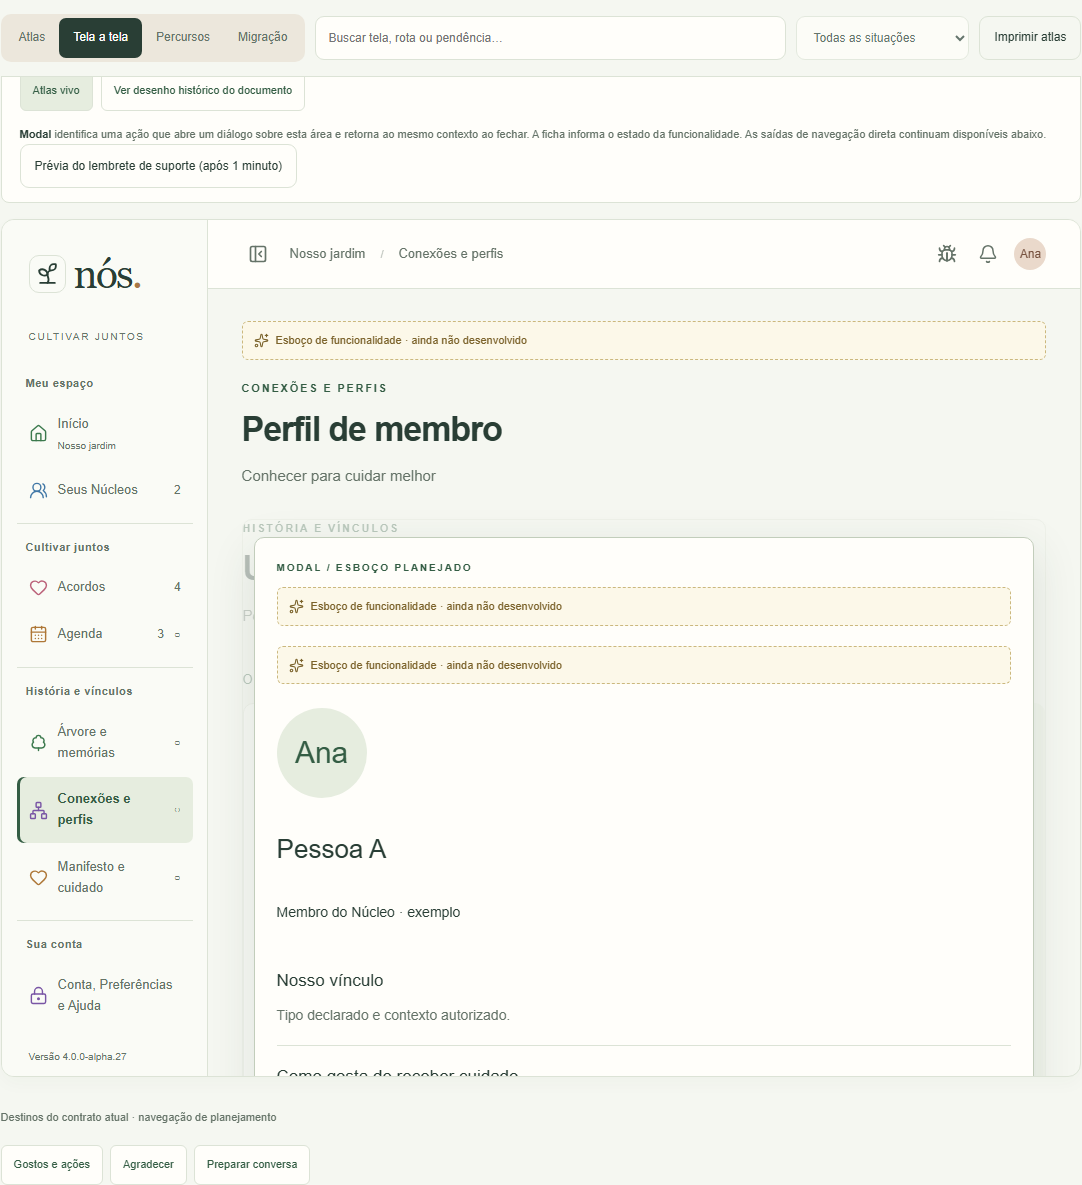 Atlas
Tela a tela
Percursos
Migração
Buscar tela, rota ou pendência...
Todas as situações
Imprimir atlas
Atlas vivo
Ver desenho histórico do documento
Modal identifica uma ação que abre um diálogo sobre esta área e retorna ao mesmo contexto ao fechar. A ficha informa o estado da funcionalidade. As saídas de navegação direta continuam disponíveis abaixo.
Prévia do lembrete de suporte (após 1 minuto)
nós.
CULTIVAR JUNTOS
Meu espaço
Início
Nosso jardim
Seus Núcleos 2
Cultivar juntos
Acordos 4
Agenda 3
História e vínculos
Árvore e
memórias
Conexões e
perfis
Manifesto e
cuidado
Sua conta
Conta, Preferências
e Ajuda
Versão 4.0.0-alpha.27
Nosso jardim / Conexões e perfis
Ana
Esboço de funcionalidade · ainda não desenvolvido
CONEXÕES E PERFIS
Perfil de membro
Conhecer para cuidar melhor
HISTÓRIA E VÍNCULOS
MODAL / ESBOÇO PLANEJADO
Esboço de funcionalidade · ainda não desenvolvido
Esboço de funcionalidade · ainda não desenvolvido
Ana
Pessoa A
Membro do Núcleo · exemplo
Nosso vínculo
Tipo declarado e contexto autorizado.
Como gosta de receber cuidado
Destinos do contrato atual · navegação de planejamento
Gostos e ações
Agradecer
Preparar conversa